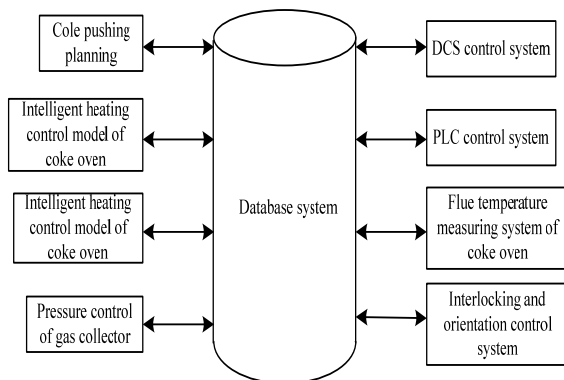 Cole pushing
planning
Intelligent heating
control model of
coke oven
Intelligent heating
control model of
coke oven
Pressure control
of gas collector
Database system
DCS control system
PLC control system
Flue temperature
measuring system of
coke oven
Interlocking and
orientation control
system